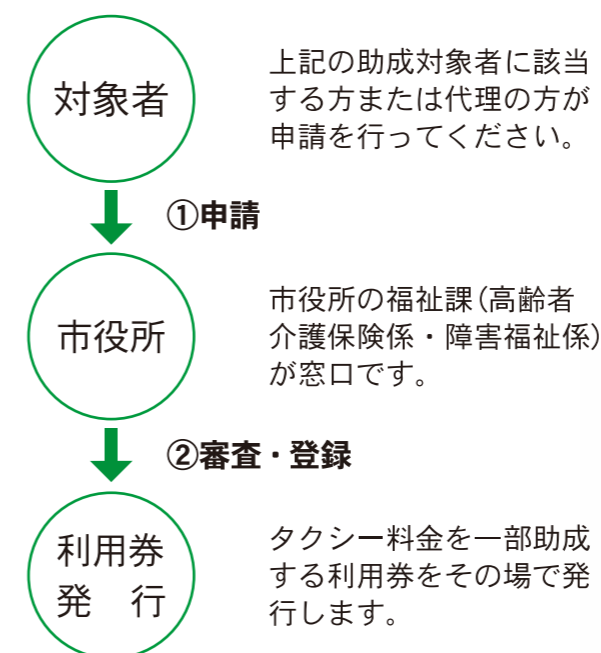 対象者
上記の助成対象者に該当
する方または代理の方が
申請を行ってください。
①申請
市役所
市役所の福祉課(高齢者
介護保険係・障害福祉係)
が窓口です。
②審査・登録
利用券
発　行
タクシー料金を一部助成
する利用券をその場で発
行します。